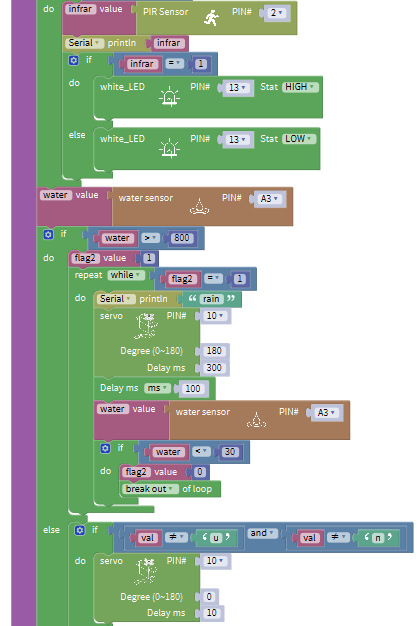 do infrar value PIR Sensor PIN# 2
Serial println infrar
if infrar = 1
do white_LED PIN# 13 Stat HIGH
else white_LED PIN# 13 Stat LOW
water value water sensor PIN# A3
if water > 800
do flag2 value 1
repeat while flag2 = 1
do Serial println “ rain ”
servo PIN# 10
Degree (0~180) 180
Delay ms 300
Delay ms ms 100
water value water sensor PIN# A3
if water < 30
do flag2 value 0
break out of loop
else if val ≠ ‘ u ’ and val ≠ ‘ n ’
do servo PIN# 10
Degree (0~180) 0
Delay ms 10